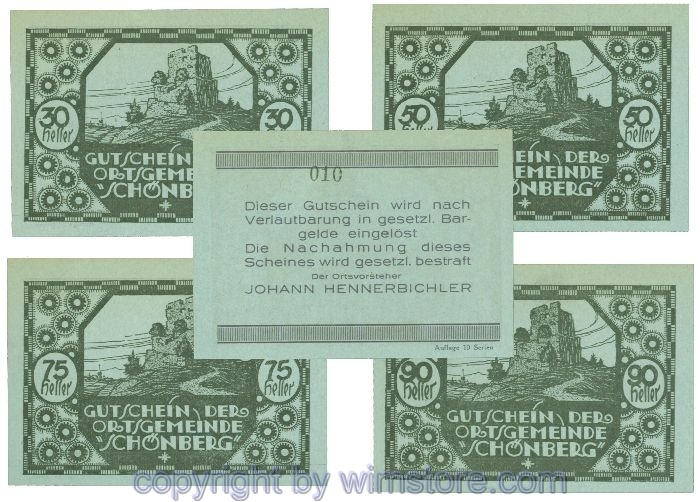 30
Heller
30
GUTSCHEIN
ORTSGEMEINDE
"SCHÖNBERG"
50
Heller
50
Heller
EIN DER
TSGEMEINDE
HÖNBERG"
010
Dieser Gutschein wird nach
Verlautbarung in gesetzl. Bar-
gelde eingelöst
Die Nachahmung dieses
Scheines wird gesetzl. bestraft
Der Ortsvorsteher
JOHANN HENNERBICHLER
Auflage 10 Serien
75
Heller
75
Heller
GUTSCHEIN DER
ORTSGEMEINDE
"SCHÖNBERG"
90
Heller
90
Heller
GUTSCHEIN DER
ORTSGEMEINDE
"SCHÖNBERG"
copyright by wimstore.com